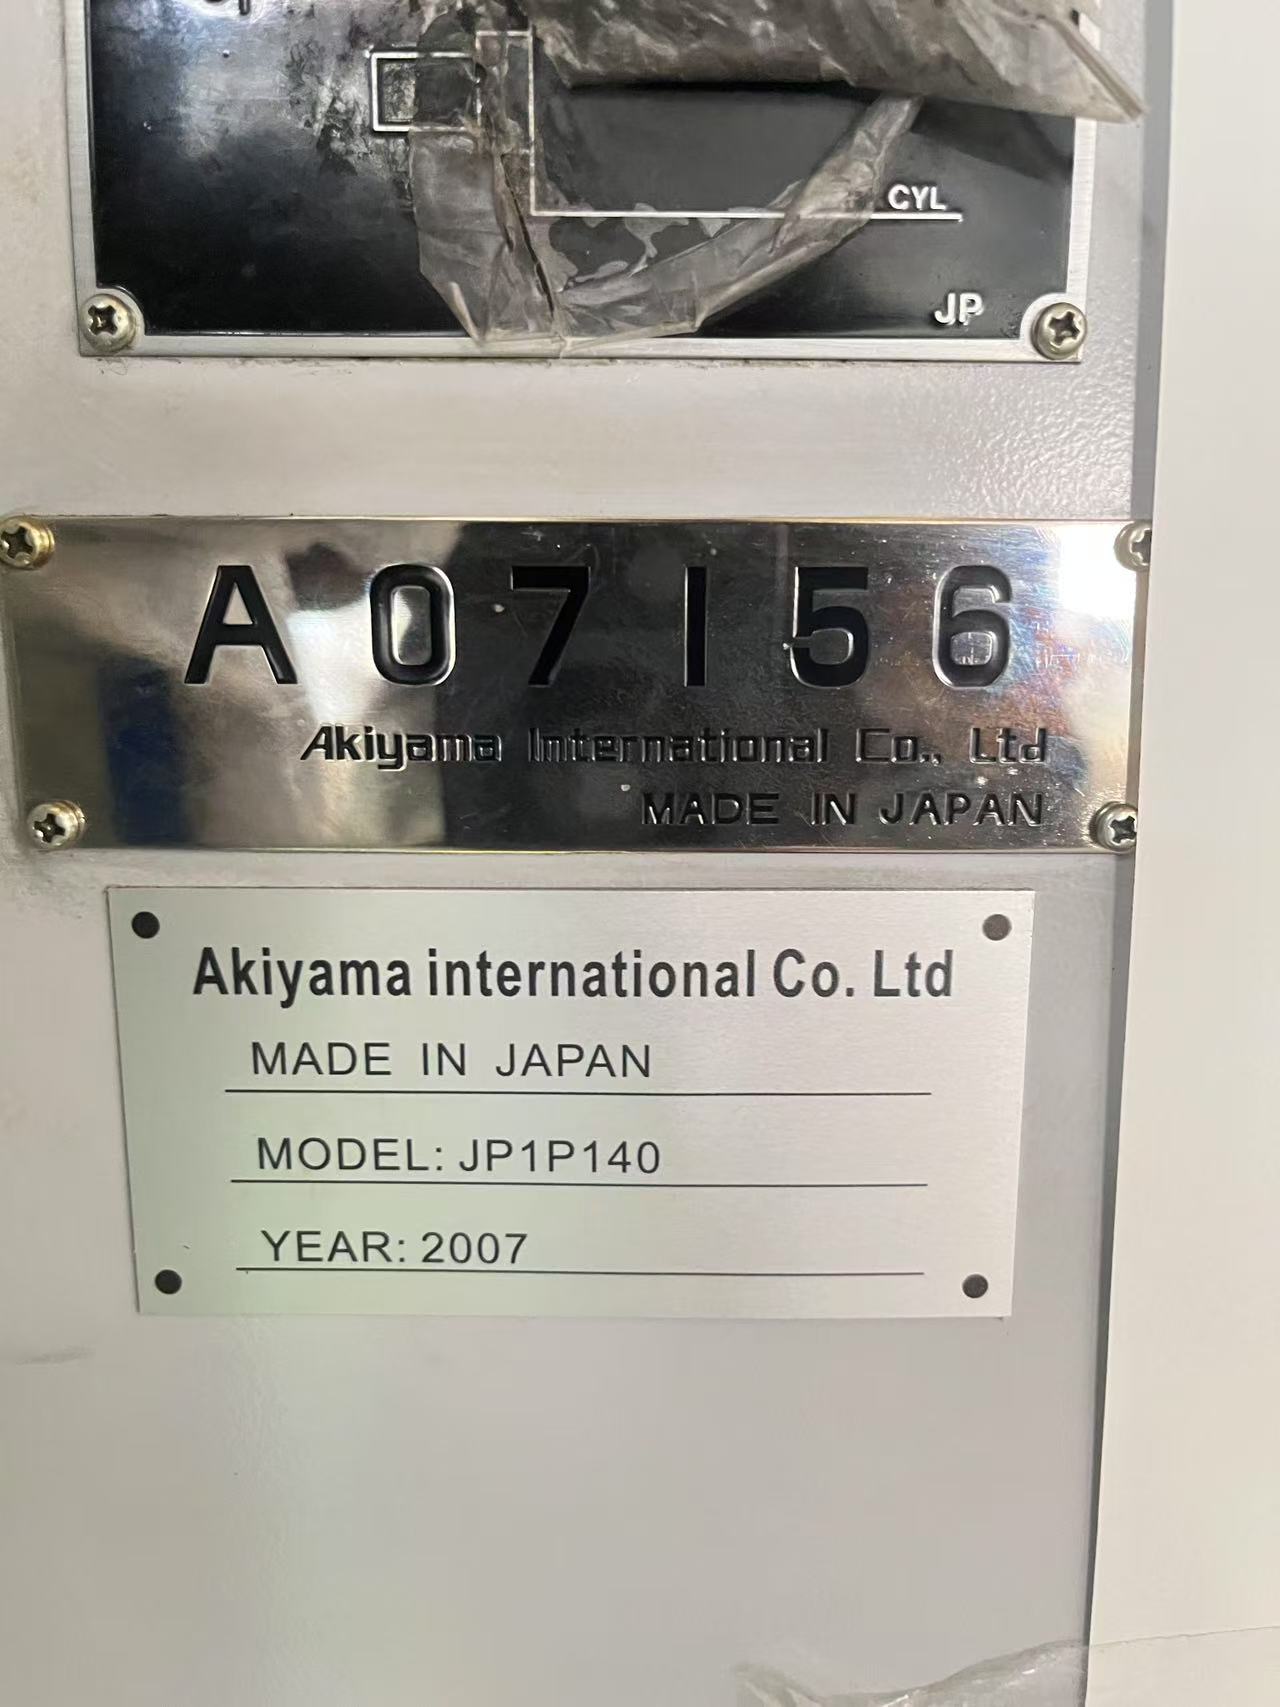 CYL
JP
A07156
Akiyama International Co., Ltd
MADE IN JAPAN
Akiyama international Co. Ltd
MADE IN JAPAN
MODEL: JP1P140
YEAR: 2007